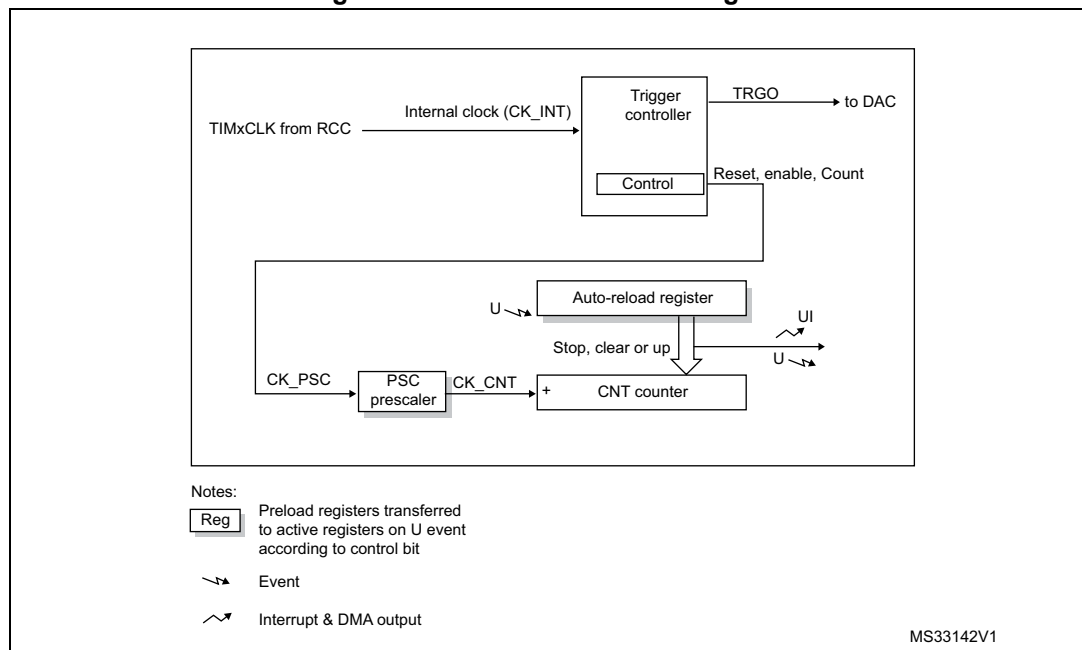 Trigger
controller
TRGO
to DAC
Internal clock (CK_INT)
TIMxCLK from RCC
Control
Reset, enable, Count
U
Auto-reload register
UI
Stop, clear or up
U
CK_PSC
PSC
prescaler
CK_CNT
+
CNT counter
Notes:
Reg
Preload registers transferred
to active registers on U event
according to control bit
Event
Interrupt & DMA output
MS33142V1